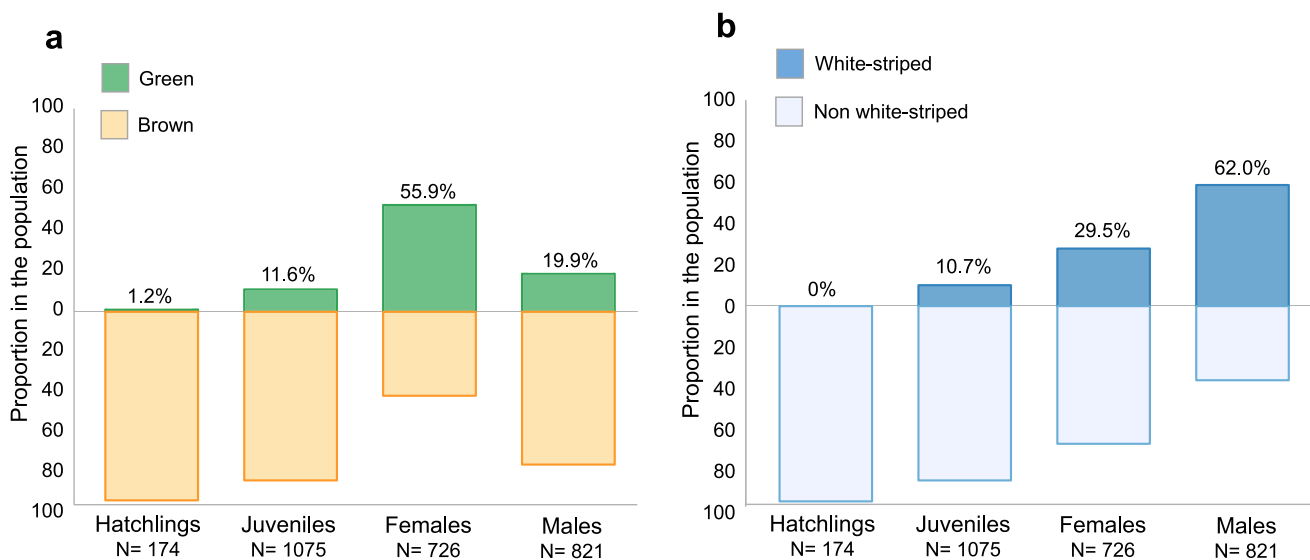 a
Green
Brown
Proportion in the population
100
80
60
40
20
0
20
40
60
80
100
1.2%
11.6%
55.9%
19.9%
Hatchlings
N= 174
Juveniles
N= 1075
Females
N= 726
Males
N= 821
b
White-striped
Non white-striped
Proportion in the population
100
80
60
40
20
0
20
40
60
80
100
0%
10.7%
29.5%
62.0%
Hatchlings
N= 174
Juveniles
N= 1075
Females
N= 726
Males
N= 821